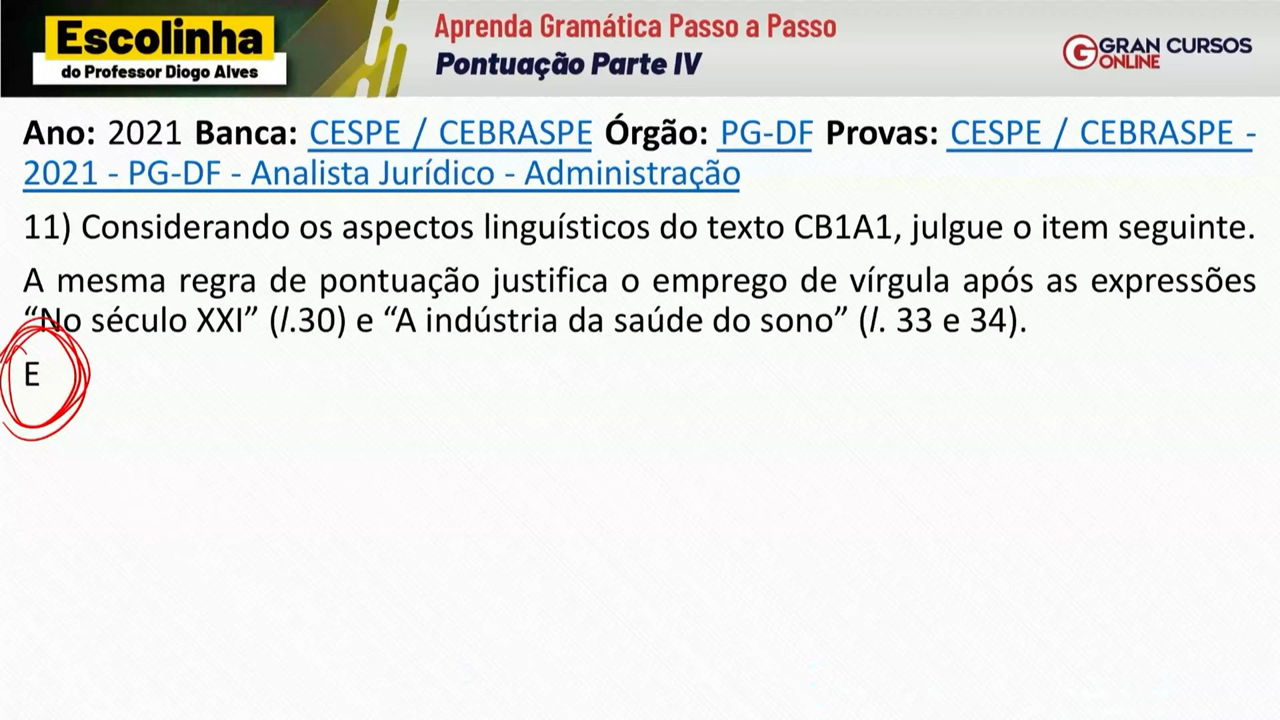 Escolinha
do Professor Diogo Alves
Aprenda Gramática Passo a Passo
Pontuação Parte IV
GRAN CURSOS
ONLINE
Ano: 2021 Banca: CESPE / CEBRASPE Órgão: PG-DF Provas: CESPE / CEBRASPE -
2021 - PG-DF - Analista Jurídico - Administração
11) Considerando os aspectos linguísticos do texto CB1A1, julgue o item seguinte.
A mesma regra de pontuação justifica o emprego de vírgula após as expressões
“No século XXI” (l.30) e “A indústria da saúde do sono” (l. 33 e 34).
E